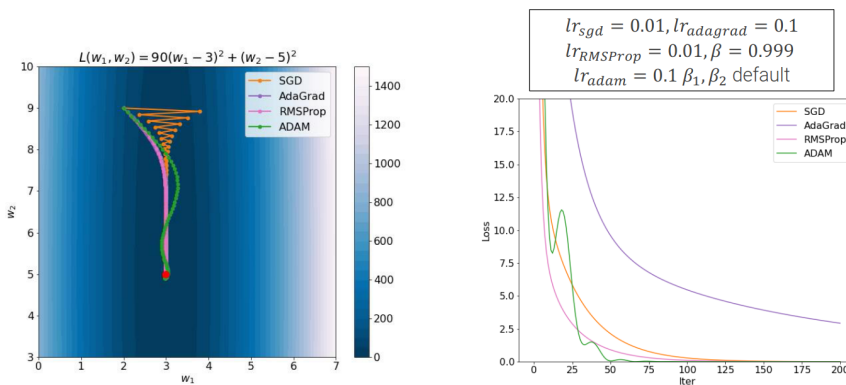 L(w₁, w₂) = 90(w₁−3)² + (w₂−5)²
SGD
AdaGrad
RMSProp
ADAM
10
9
8
7
6
5
4
3
w₂
0
1
2
3
4
5
6
7
w₁
1400
1200
1000
800
600
400
200
0
lr_sgd = 0.01, lr_adagrad = 0.1
lr_RMSProp = 0.01, β = 0.999
lr_adam = 0.1 β₁, β₂ default
SGD
AdaGrad
RMSProp
ADAM
20.0
17.5
15.0
12.5
10.0
7.5
5.0
2.5
0.0
Loss
0
25
50
75
100
125
150
175
200
Iter